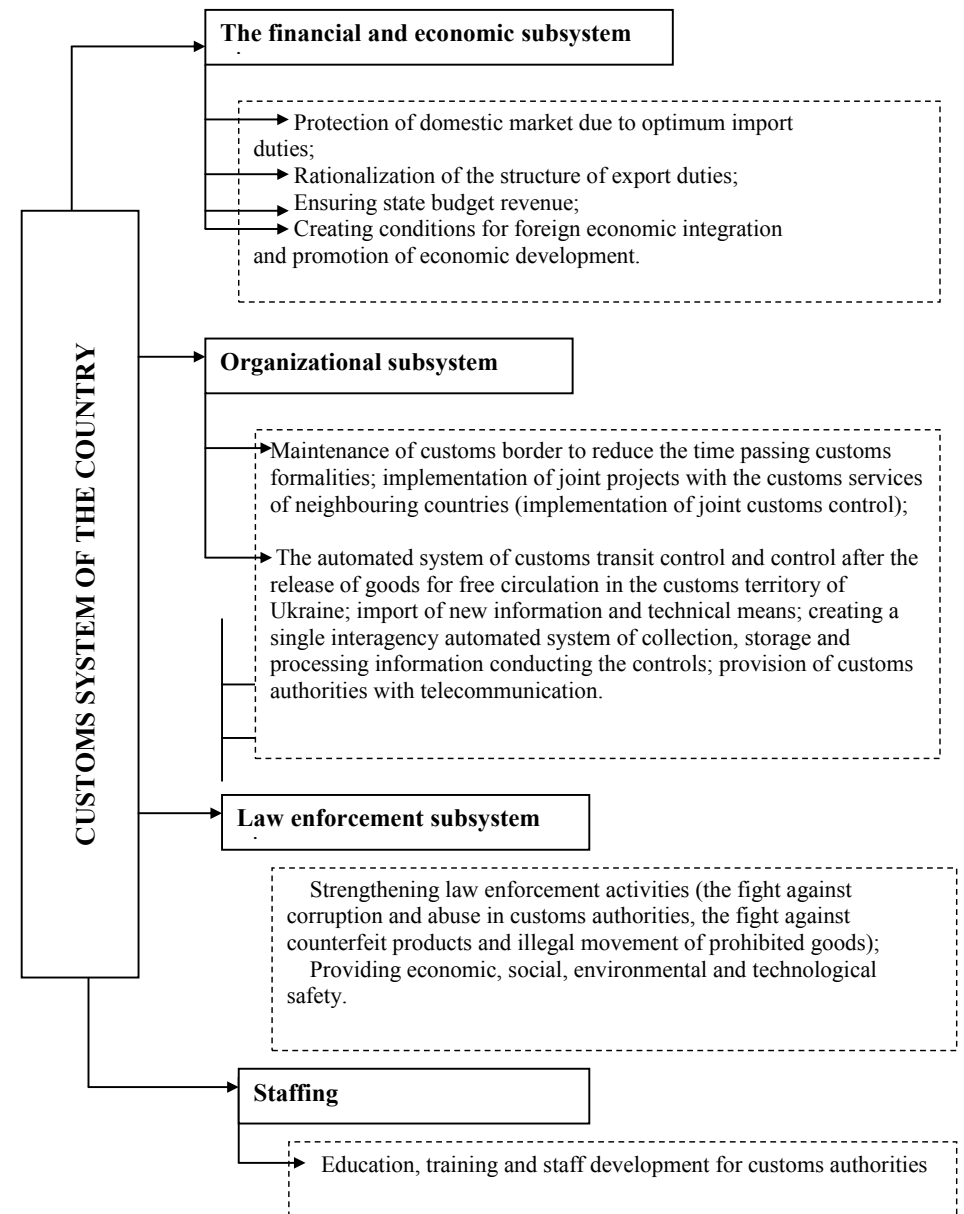 The financial and economic subsystem
.
Protection of domestic market due to optimum import
duties;
Rationalization of the structure of export duties;
Ensuring state budget revenue;
Creating conditions for foreign economic integration
and promotion of economic development.
CUSTOMS SYSTEM OF THE COUNTRY
Organizational subsystem
Maintenance of customs border to reduce the time passing customs
formalities; implementation of joint projects with the customs services
of neighbouring countries (implementation of joint customs control);
The automated system of customs transit control and control after the
release of goods for free circulation in the customs territory of
Ukraine; import of new information and technical means; creating a
single interagency automated system of collection, storage and
processing information conducting the controls; provision of customs
authorities with telecommunication.
Law enforcement subsystem
.
Strengthening law enforcement activities (the fight against
corruption and abuse in customs authorities, the fight against
counterfeit products and illegal movement of prohibited goods);
Providing economic, social, environmental and technological
safety.
Staffing
Education, training and staff development for customs authorities